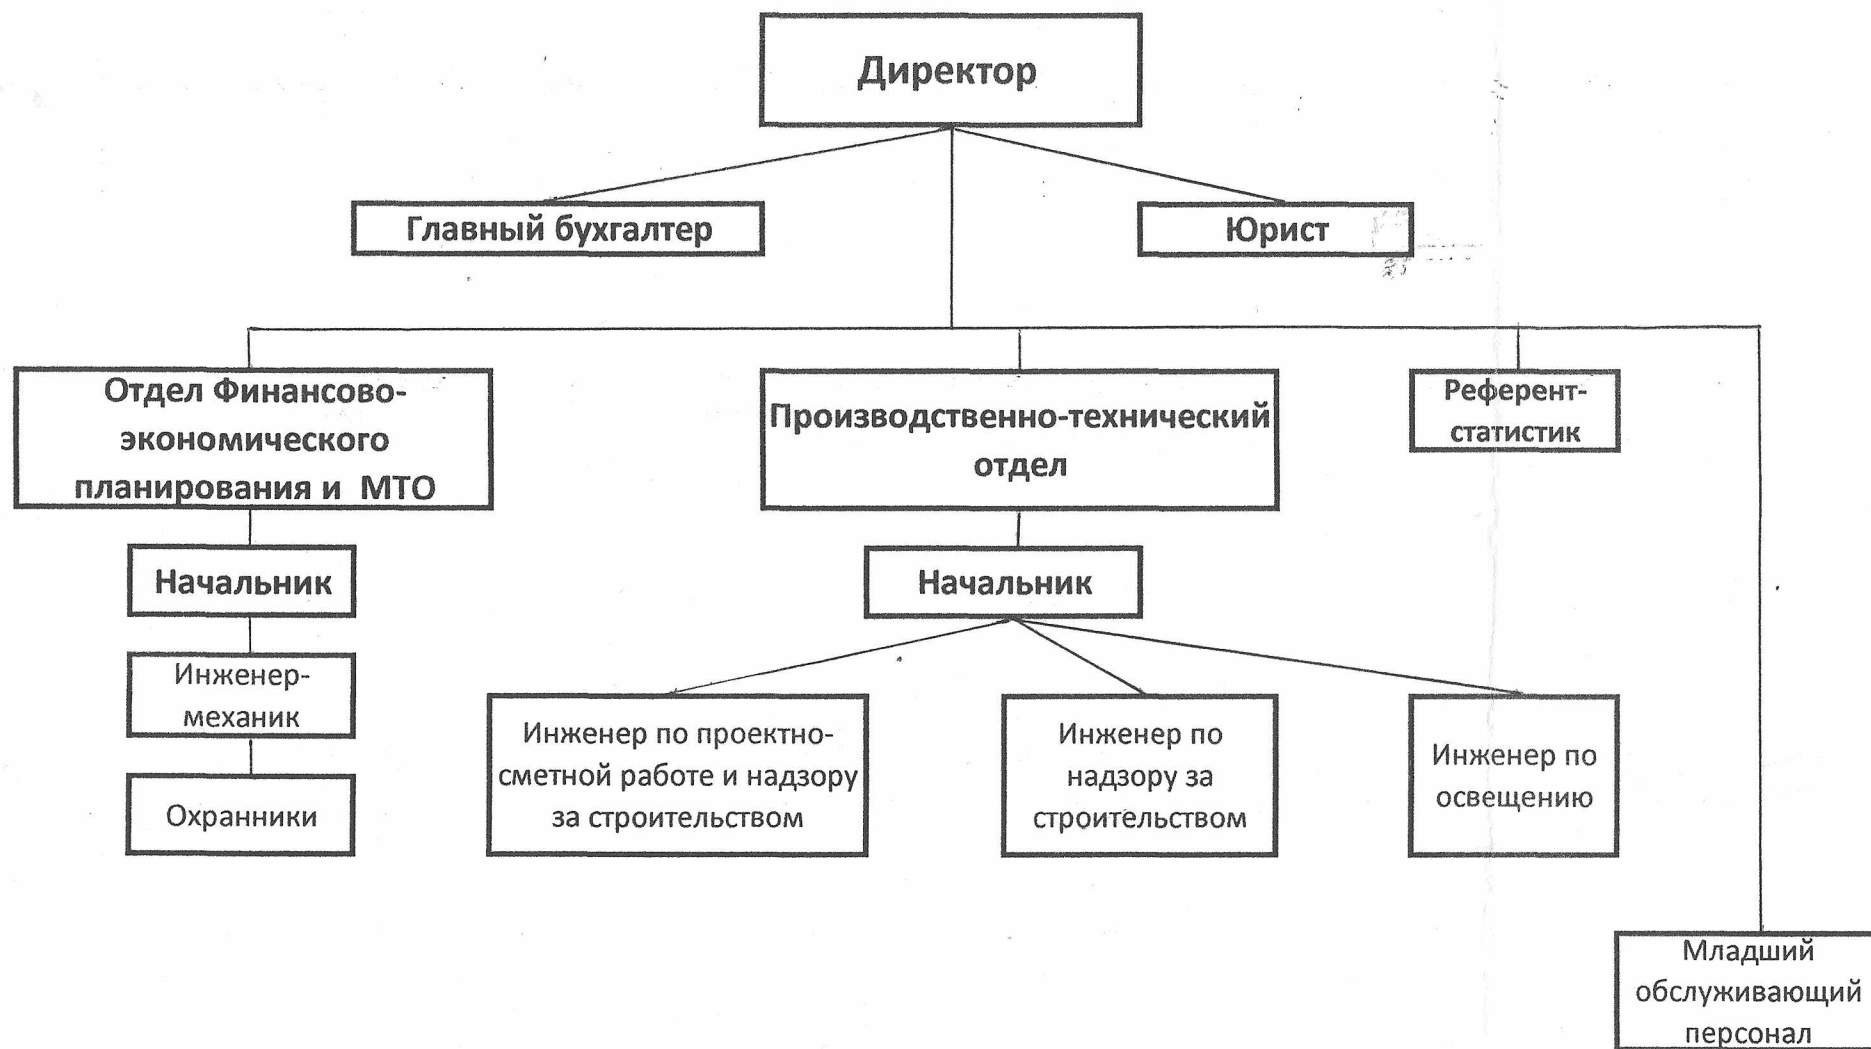 Директор
Главный бухгалтер
Юрист
Отдел Финансово-
экономического
планирования и МТО
Производственно-технический
отдел
Референт-
статистик
Начальник
Начальник
Инженер-
механик
Охранники
Инженер по проектно-
сметной работе и надзору
за строительством
Инженер по
надзору за
строительством
Инженер по
освещению
Младший
обслуживающий
персонал